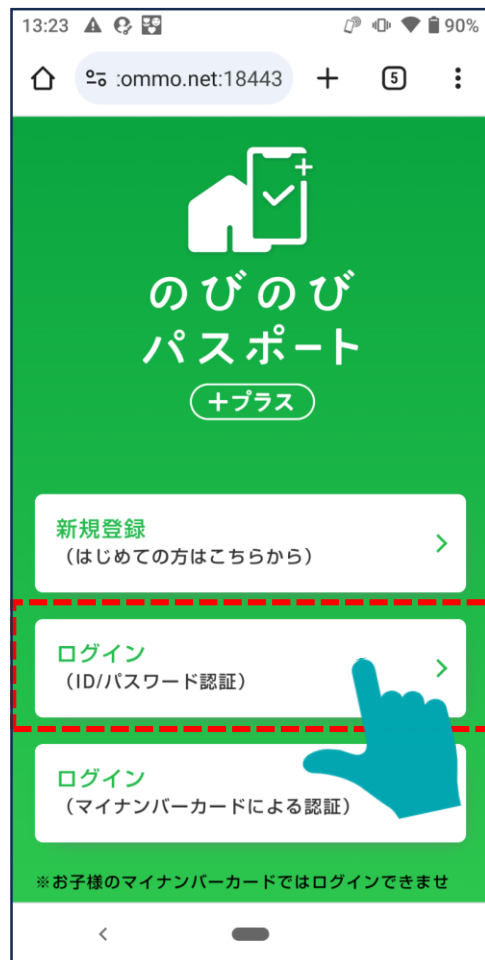 13:23
90%
:ommo.net:18443
5
のびのび
パスポート
＋プラス
新規登録
（はじめての方はこちらから）
ログイン
（ID/パスワード認証）
ログイン
（マイナンバーカードによる認証）
※お子様のマイナンバーカードではログインできませ